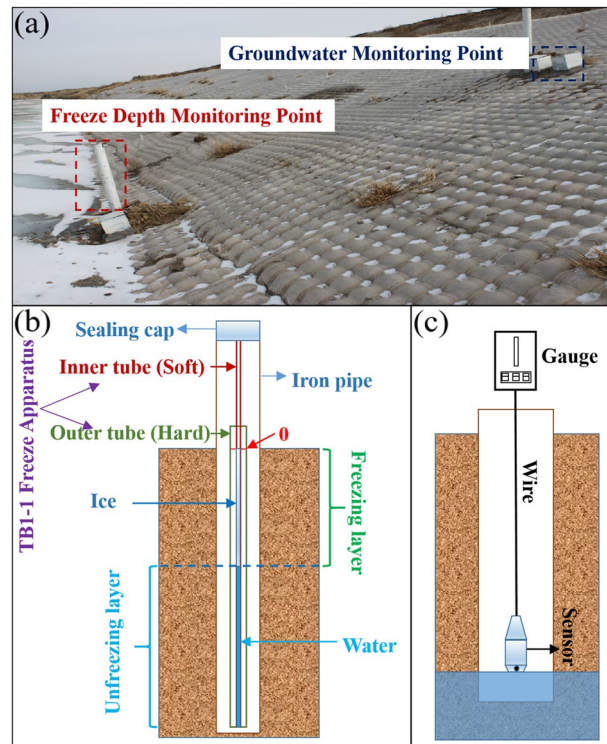 (a)
Groundwater Monitoring Point
Freeze Depth Monitoring Point
(b)
Sealing cap
Inner tube (Soft)
Iron pipe
TB1-1 Freeze Apparatus
Outer tube (Hard)
0
Ice
Freezing layer
Unfreezing layer
Water
(c)
Gauge
Wire
Sensor